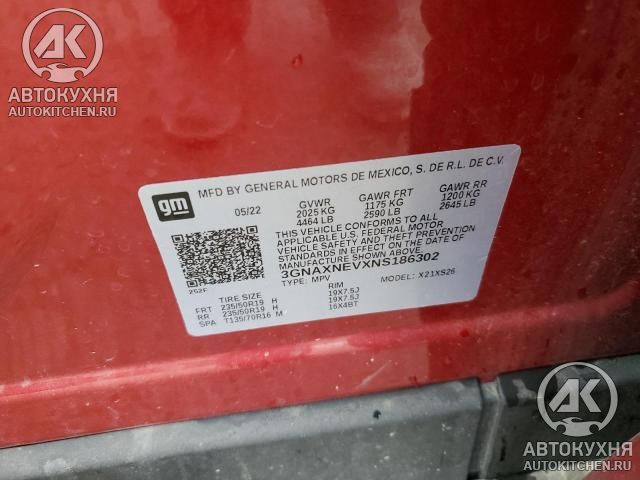 AK
АВТОКУХНЯ
AUTOKITCHEN.RU
gm
MFD BY GENERAL MOTORS DE MEXICO, S. DE R.L. DE C.V.
05/22 GVWR GAWR FRT GAWR RR
2025 KG 1175 KG 1200 KG
4464 LB 2590 LB 2645 LB
THIS VEHICLE CONFORMS TO ALL
APPLICABLE U.S. FEDERAL MOTOR
VEHICLE SAFETY AND THEFT PREVENTION
STANDARDS IN EFFECT ON THE DATE OF
MANUFACTURE SHOWN ABOVE.
3GNAXNEVXNS186302
TYPE: MPV MODEL: X21XS26
2S2F
TIRE SIZE RIM
FRT 235/50R19 H 19X7.5J
RR 235/50R19 H 19X7.5J
SPA T135/70R16 M 16X4BT
AK
АВТОКУХНЯ
AUTOKITCHEN.RU